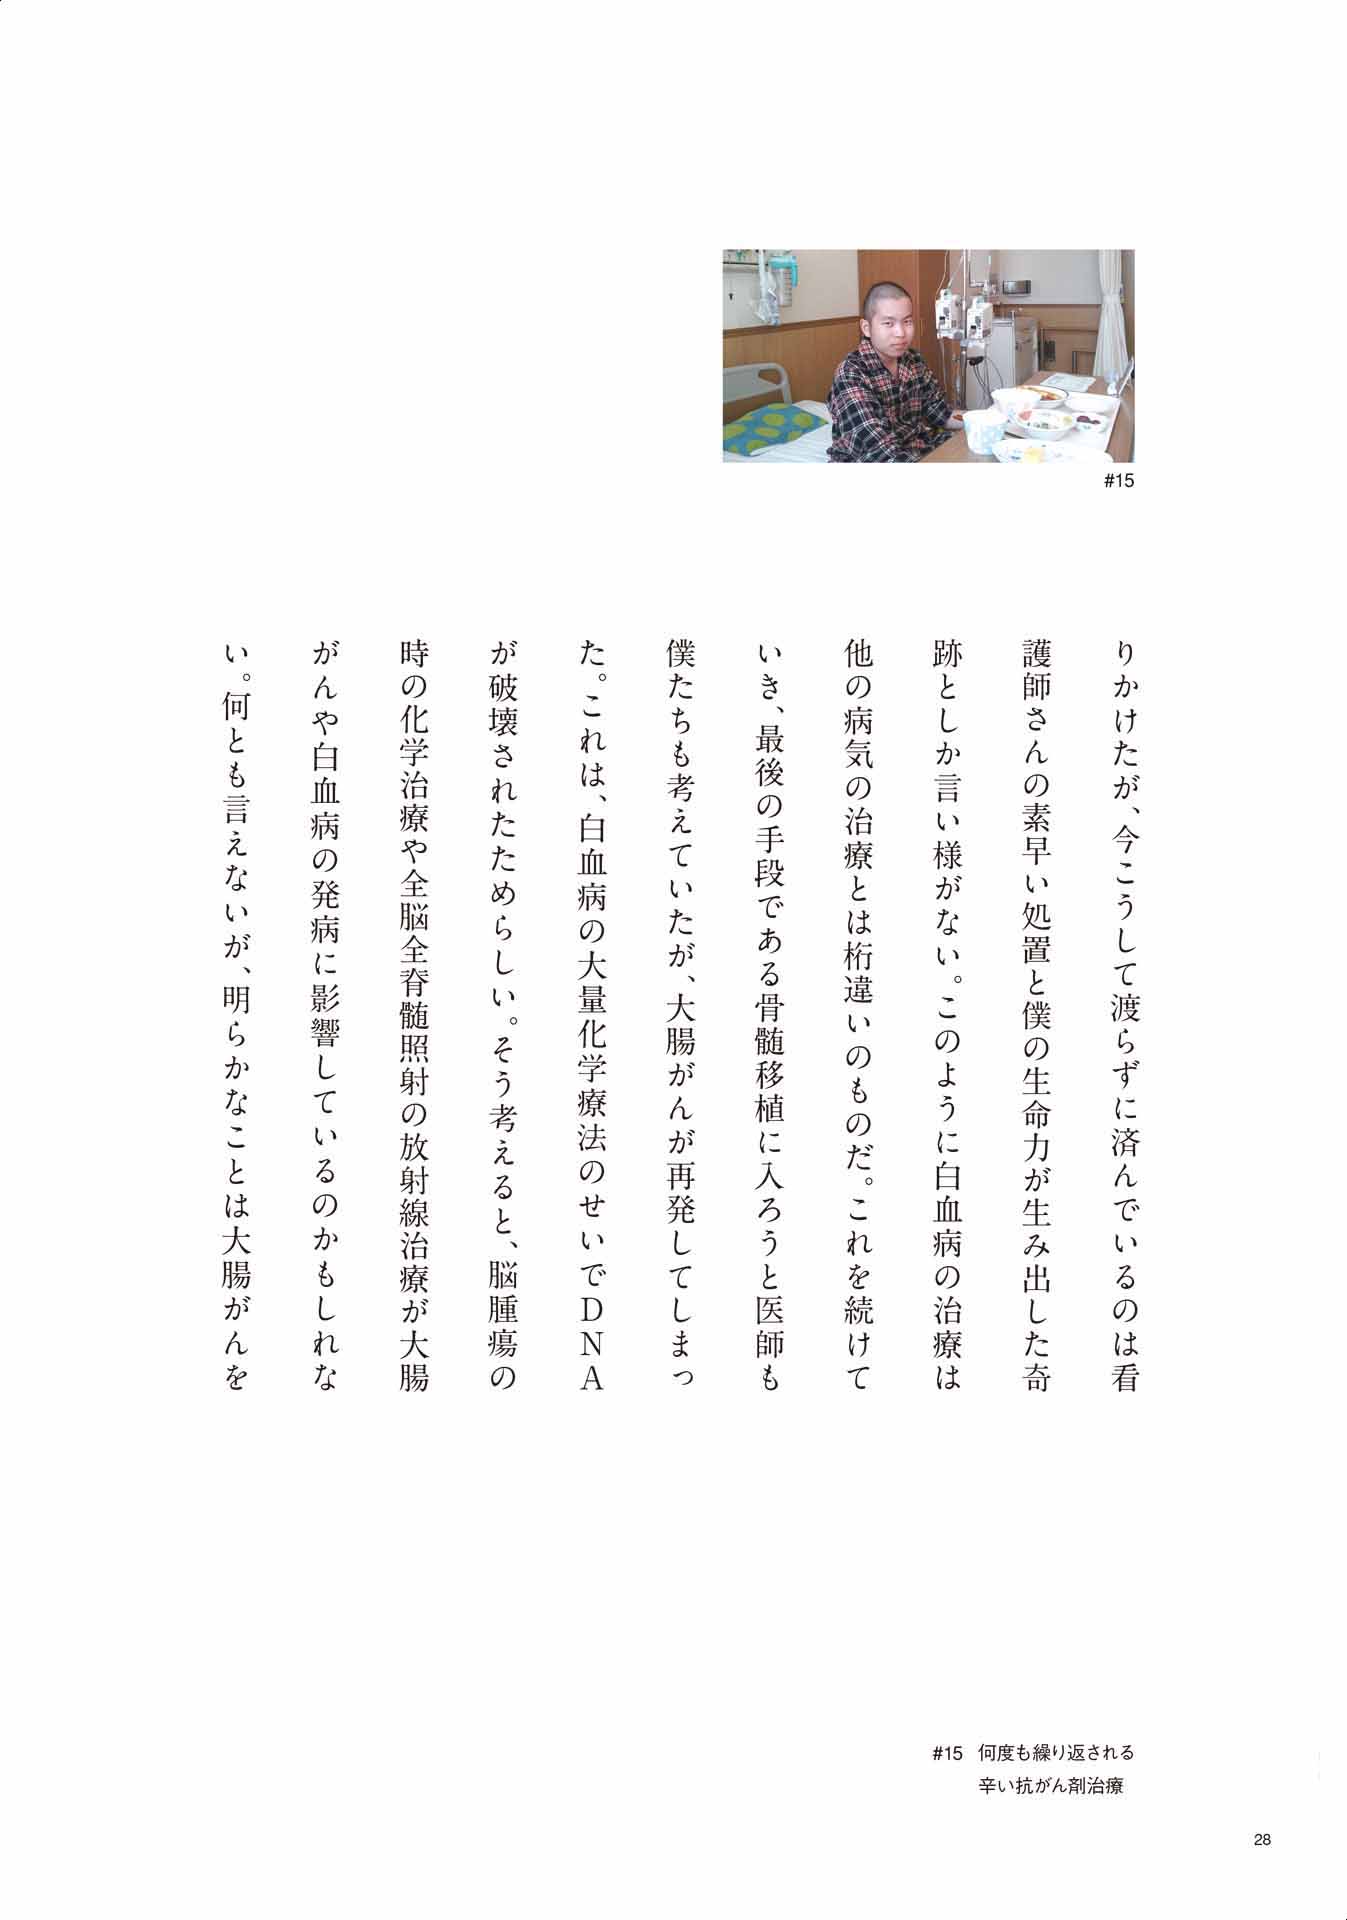 #15
りかけたが、今こうして渡らずに済んでいるのは看
護師さんの素早い処置と僕の生命力が生み出した奇
跡としか言い様がない。このように白血病の治療は
他の病気の治療とは桁違いのものだ。これを続けて
いき、最後の手段である骨髄移植に入ろうと医師も
僕たちも考えていたが、大腸がんが再発してしまっ
た。これは、白血病の大量化学療法のせいでDNA
が破壊されたためらしい。そう考えると、脳腫瘍の
時の化学治療や全脳全脊髄照射の放射線治療が大腸
がんや白血病の発病に影響しているのかもしれな
い。何とも言えないが、明らかなことは大腸がんを
#15 何度も繰り返される
辛い抗がん剤治療
28